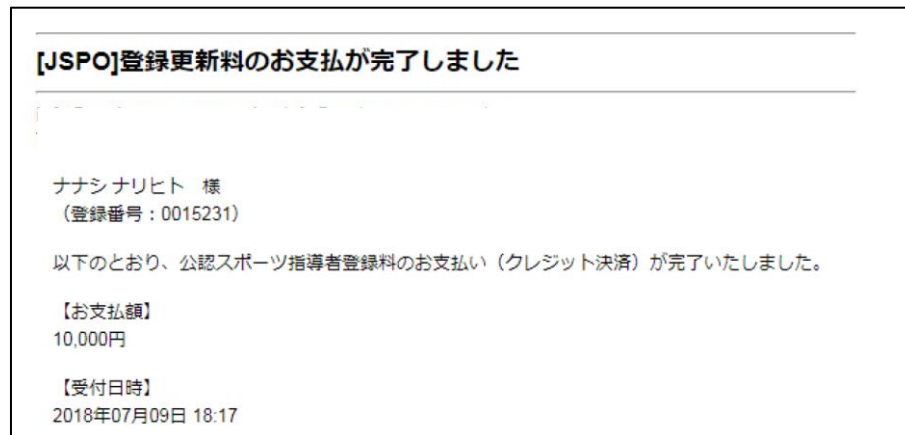 [JSPO]登録更新料のお支払が完了しました
ナナシ ナリヒト　様
（登録番号：0015231）
以下のとおり、公認スポーツ指導者登録料のお支払い（クレジット決済）が完了いたしました。
【お支払額】
10,000円
【受付日時】
2018年07月09日 18:17